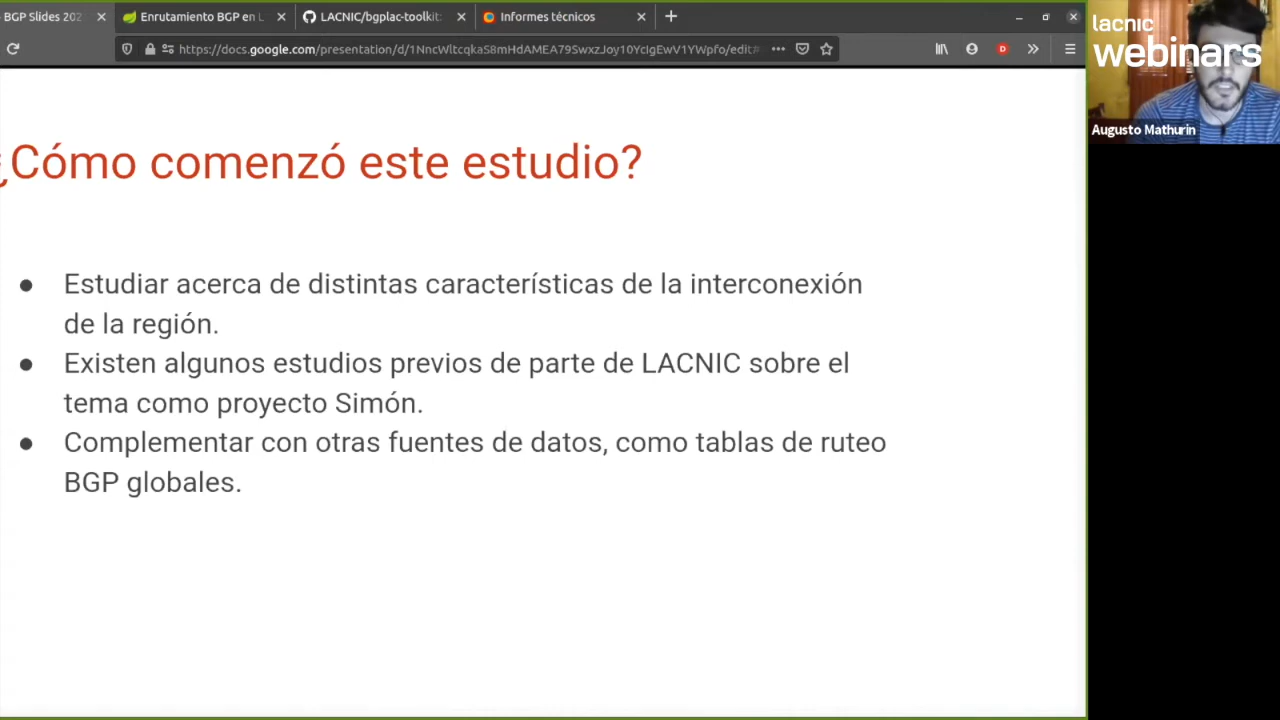 BGP Slides 202
Enrutamiento BGP en L
LACNIC/bgplac-toolkit:
Informes técnicos
https://docs.google.com/presentation/d/1NncWltcqkaS8mHdAMEA79SwxzJoy10YcIgEwV1YWpfo/edit#
D
lacnic
webinars
Augusto Mathurin
¿Cómo comenzó este estudio?
● Estudiar acerca de distintas características de la interconexión
de la región.
● Existen algunos estudios previos de parte de LACNIC sobre el
tema como proyecto Simón.
● Complementar con otras fuentes de datos, como tablas de ruteo
BGP globales.